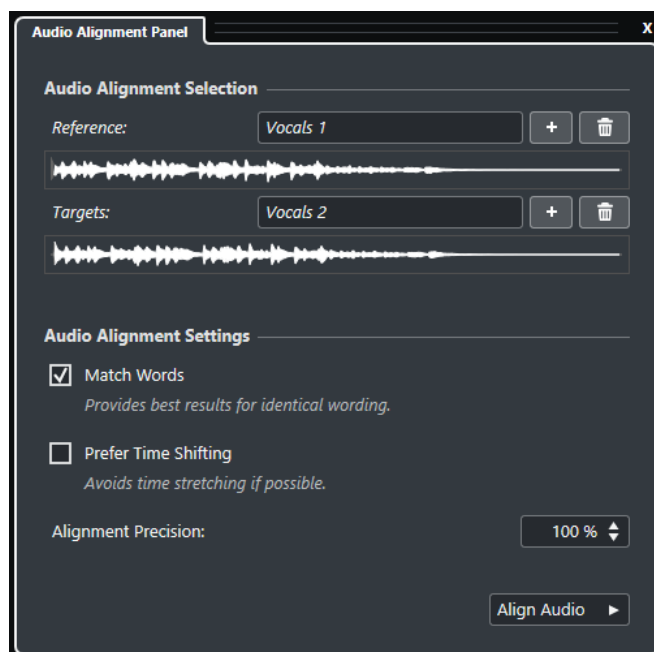 Audio Alignment Panel
X
Audio Alignment Selection
Reference:
Vocals 1
+
Targets:
Vocals 2
+
Audio Alignment Settings
Match Words
Provides best results for identical wording.
Prefer Time Shifting
Avoids time stretching if possible.
Alignment Precision:
100 %
Align Audio